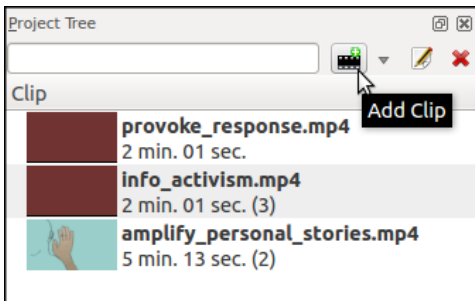 Project Tree
Add Clip
Clip
provoke_response.mp4
2 min. 01 sec.
info_activism.mp4
2 min. 01 sec. (3)
amplify_personal_stories.mp4
5 min. 13 sec. (2)